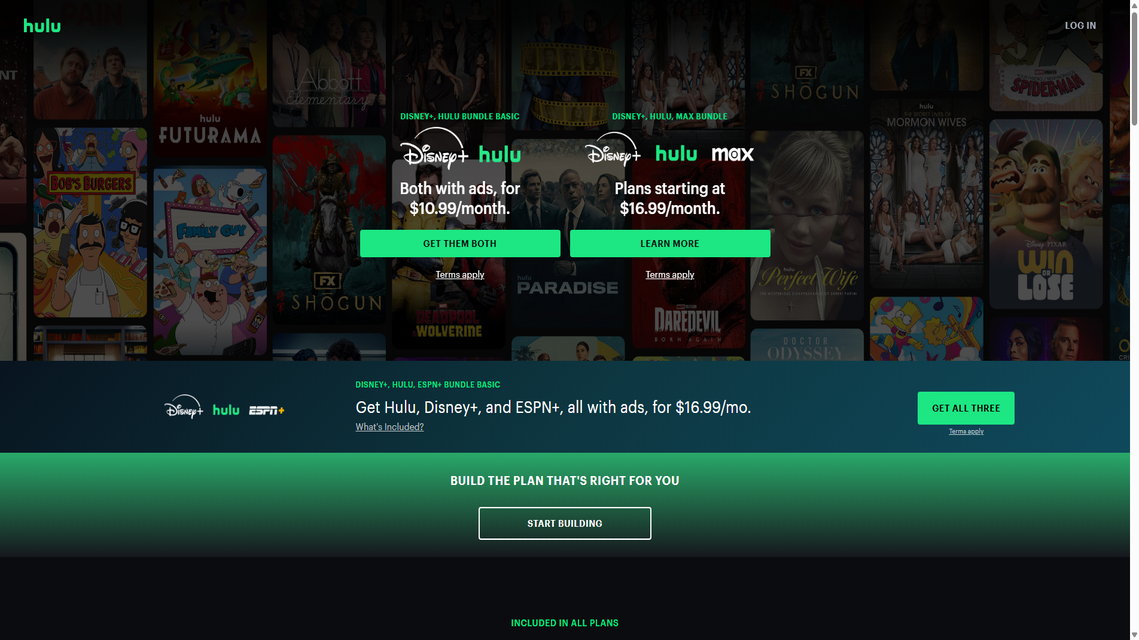 hulu
LOG IN
Abbott
Elementary
hulu
FUTURAMA
FX
SHŌGUN
SPIDERMAN
hulu
MORMON WIVES
BOB'S BURGERS
FAMILY GUY
FX
SHŌGUN
DISNEY+, HULU BUNDLE BASIC
Disney+ hulu
Both with ads, for
$10.99/month.
GET THEM BOTH
Terms apply
DISNEY+, HULU, MAX BUNDLE
Disney+ hulu max
Plans starting at
$16.99/month.
LEARN MORE
Terms apply
DEADPOOL
WOLVERINE
hulu
PARADISE
DAREDEVIL
BORN AGAIN
hulu
Perfect Wife
Disney PIXAR
WIN
OR
LOSE
DOCTOR
ODYSSEY
Disney+ hulu ESPN+
DISNEY+, HULU, ESPN+ BUNDLE BASIC
Get Hulu, Disney+, and ESPN+, all with ads, for $16.99/mo.
What's Included?
GET ALL THREE
Terms apply
BUILD THE PLAN THAT'S RIGHT FOR YOU
START BUILDING
INCLUDED IN ALL PLANS